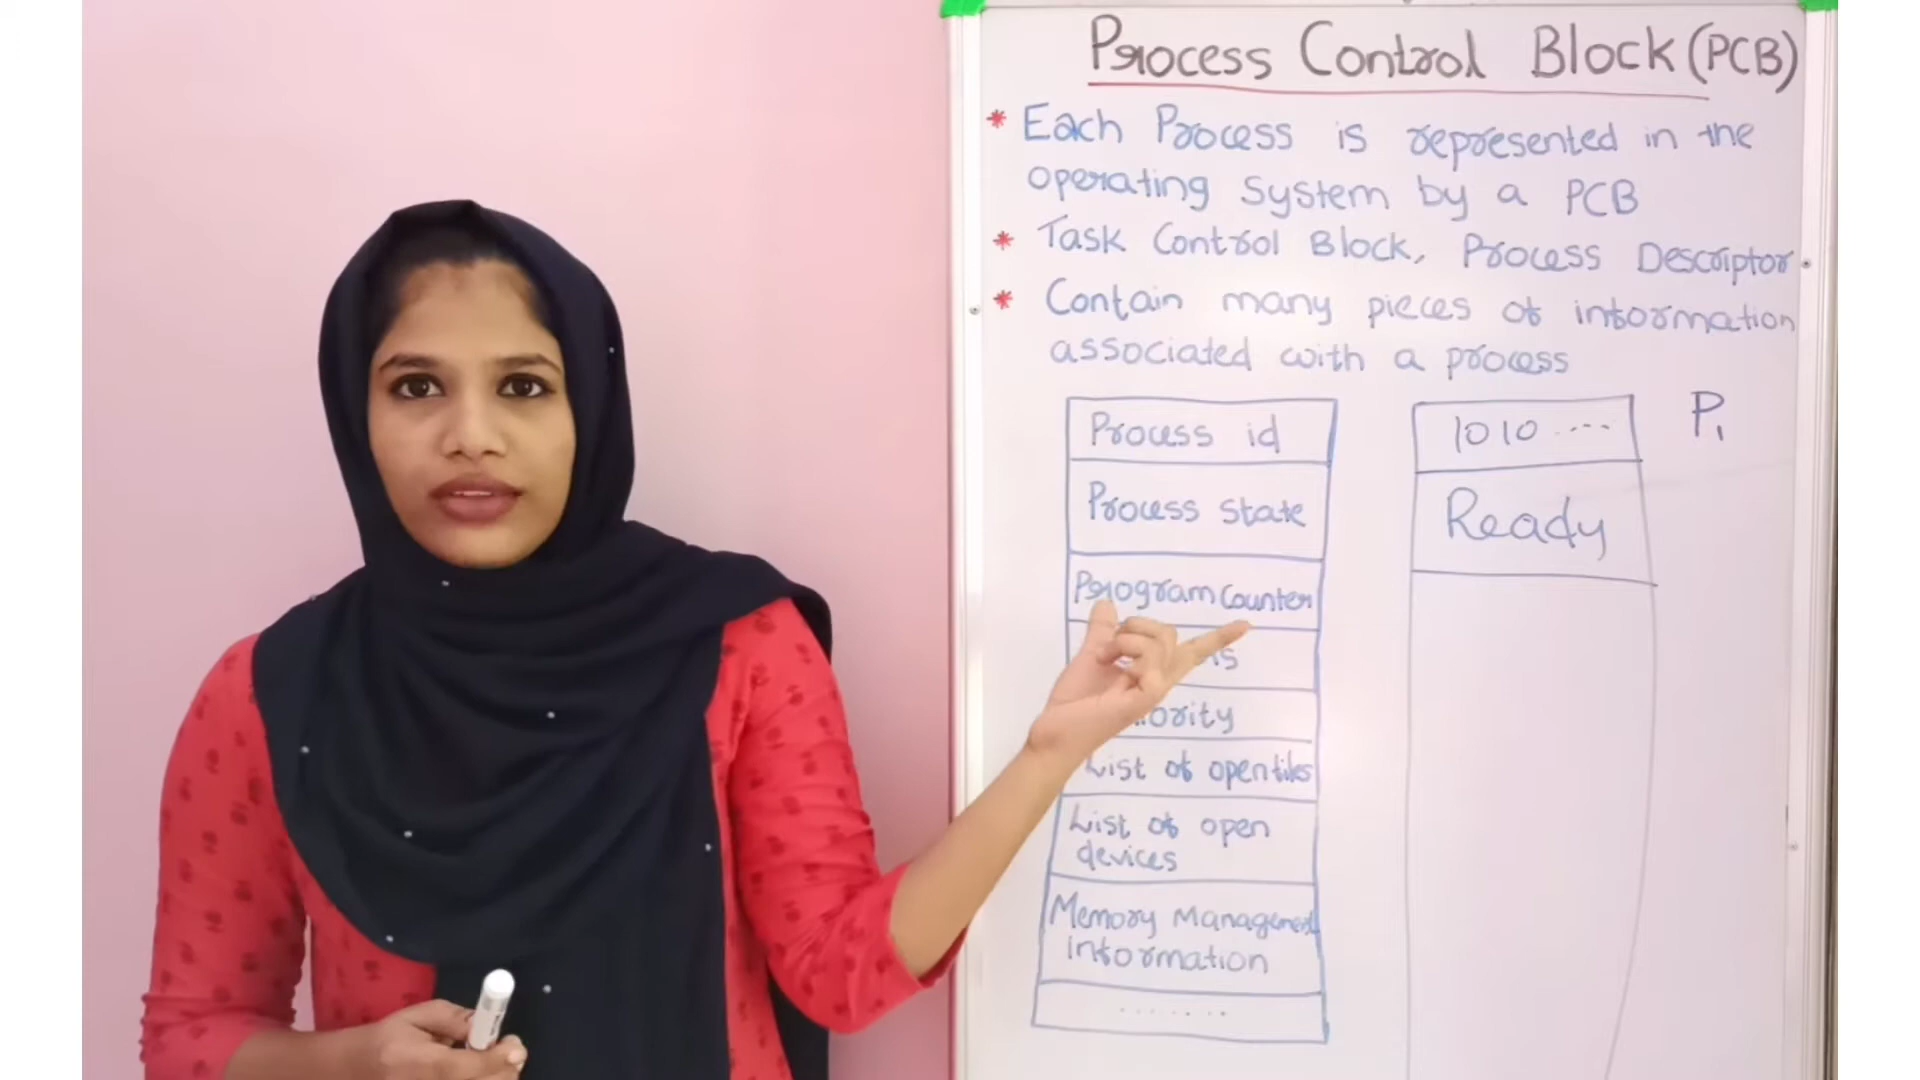 Process Control Block (PCB)
* Each Process is represented in the
operating System by a PCB
* Task Control Block, Process Descriptor
* Contain many pieces of information
associated with a process
Process id
Process State
Program Counter
List of open files
List of open
devices
Memory Management
information
........
1010 ....
Ready
P1